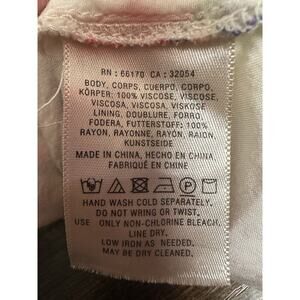 RN : 66170 CA : 32054
BODY, CORPS, CUERPO, CORPO,
KÖRPER: 100% VISCOSE, VISCOSE,
VISCOSA, VISCOSA, VISKOSE
LINING, DOUBLURE, FORRO,
FODERA, FUTTERSTOFF: 100%
RAYON, RAYONNE, RAYÓN, RAION,
KUNSTSEIDE
MADE IN CHINA, HECHO EN CHINA
FABRIQUÉ EN CHINA
HAND WASH COLD SEPARATELY.
DO NOT WRING OR TWIST.
USE ONLY NON-CHLORINE BLEACH.
LINE DRY.
LOW IRON AS NEEDED.
MAY BE DRY CLEANED.